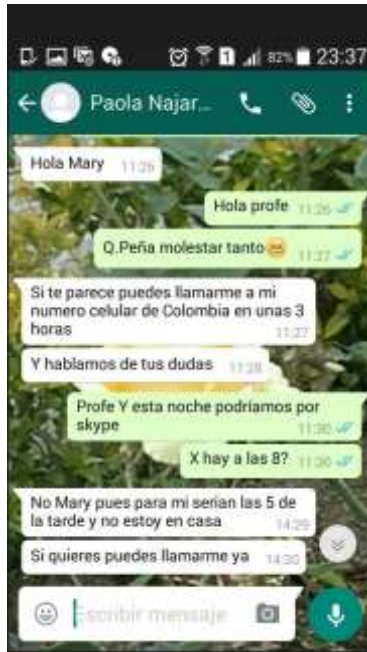 1 82% 23:37
Paola Najar...
Hola Mary 11:26
Hola profe 11:26
Q.Peña molestar tanto😁 11:27
Si te parece puedes llamarme a mi
numero celular de Colombia en unas 3
horas 11:27
Y hablamos de tus dudas 11:28
Profe Y esta noche podriamos por
skype 11:30
X hay a las 8? 11:30
No Mary pues para mi serian las 5 de
la tarde y no estoy en casa 14:29
Si quieres puedes llamarme ya 14:30
Escribir mensaje